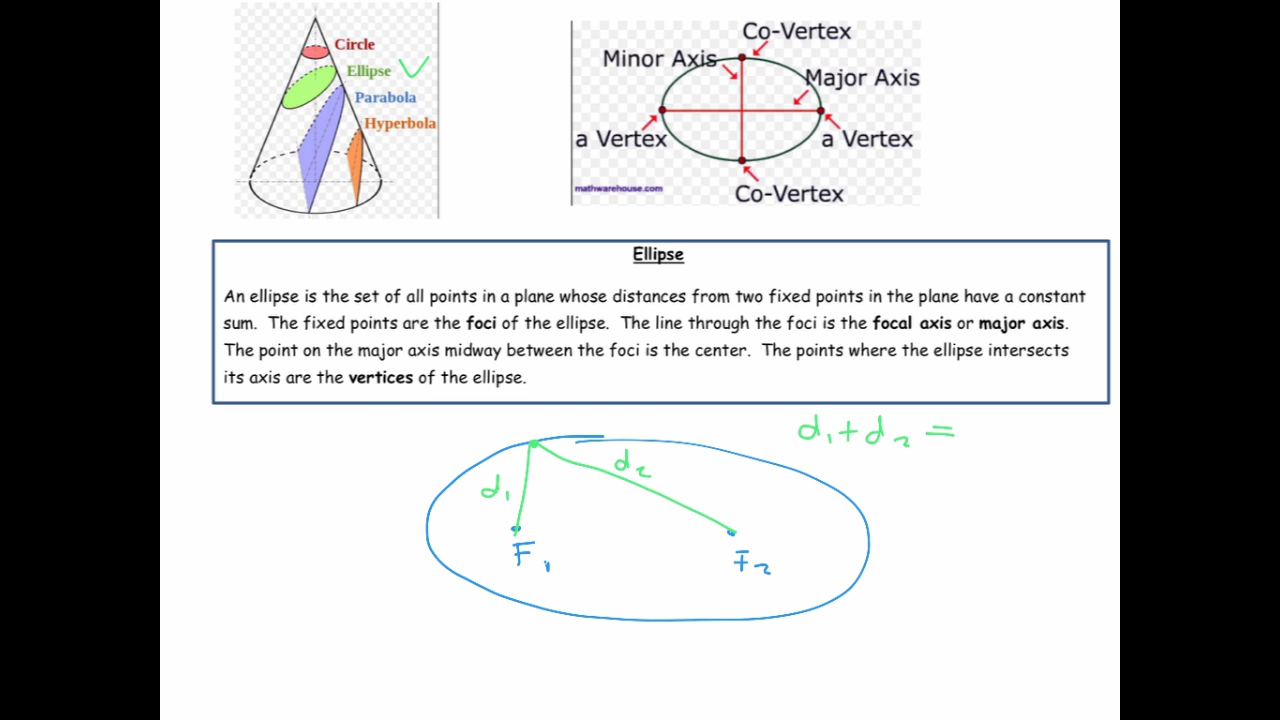 Circle
Ellipse
Parabola
Hyperbola
Co-Vertex
Minor Axis
Major Axis
a Vertex
a Vertex
mathwarehouse.com
Co-Vertex
Ellipse
An ellipse is the set of all points in a plane whose distances from two fixed points in the plane have a constant
sum. The fixed points are the foci of the ellipse. The line through the foci is the focal axis or major axis.
The point on the major axis midway between the foci is the center. The points where the ellipse intersects
its axis are the vertices of the ellipse.
d₁+d₂ =
d₂
d₁
F₁
F₂